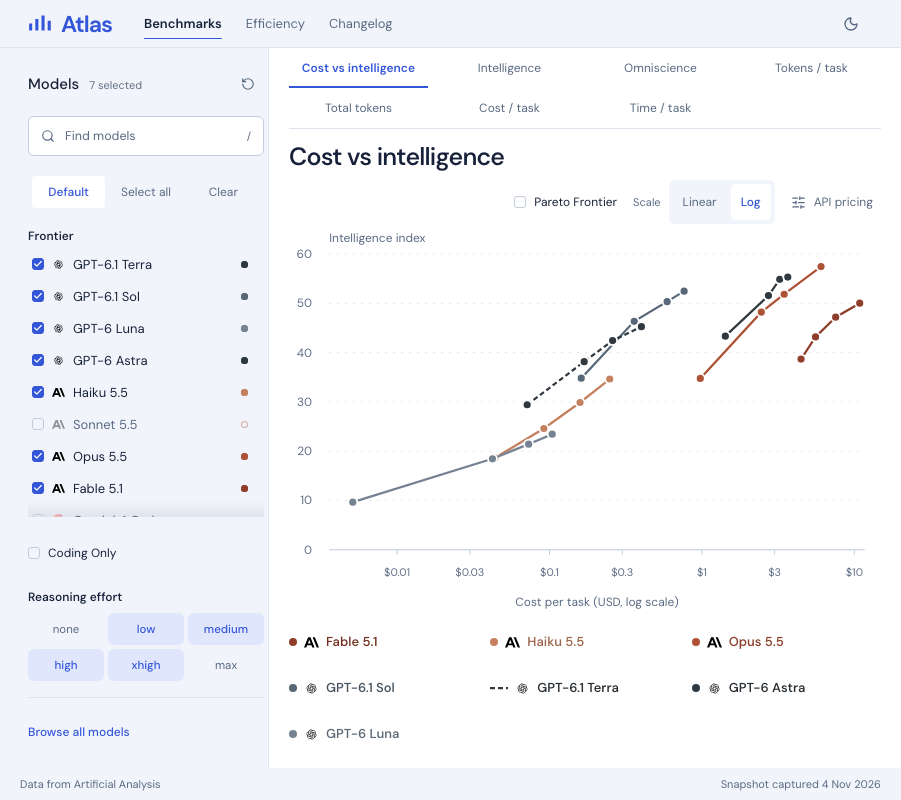 Atlas Benchmarks Efficiency Changelog
Models 7 selected
Find models /
Default Select all Clear
Frontier
GPT-6.1 Terra
GPT-6.1 Sol
GPT-6 Luna
GPT-6 Astra
Haiku 5.5
Sonnet 5.5
Opus 5.5
Fable 5.1
Coding Only
Reasoning effort
none low medium
high xhigh max
Browse all models
Cost vs intelligence Intelligence Omniscience Tokens / task
Total tokens Cost / task Time / task
Cost vs intelligence
Pareto Frontier Scale Linear Log API pricing
Intelligence index
60
50
40
30
20
10
0
$0.01 $0.03 $0.1 $0.3 $1 $3 $10
Cost per task (USD, log scale)
Fable 5.1 Haiku 5.5 Opus 5.5
GPT-6.1 Sol GPT-6.1 Terra GPT-6 Astra
GPT-6 Luna
Data from Artificial Analysis Snapshot captured 4 Nov 2026